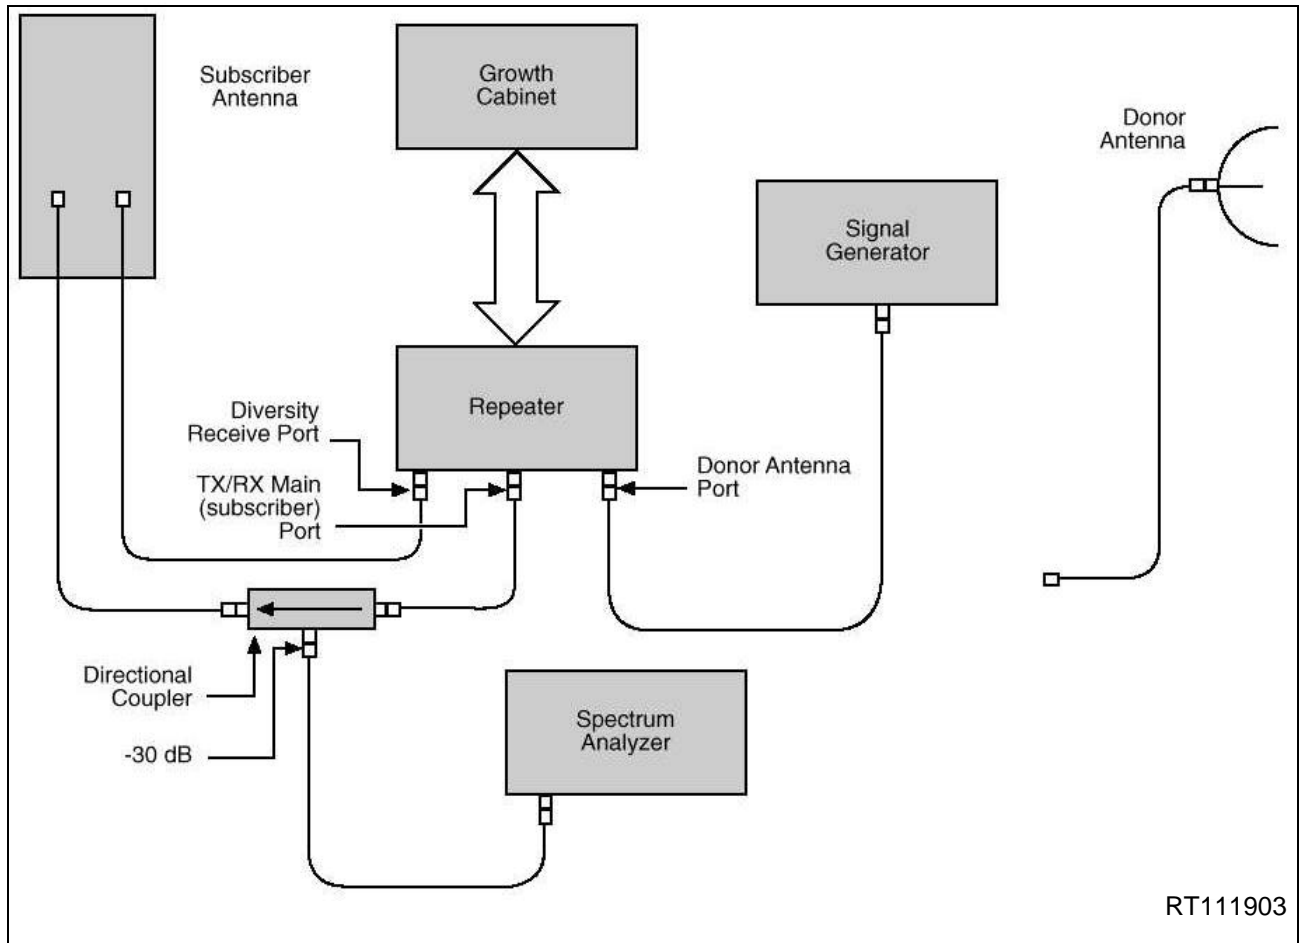 Subscriber
Antenna
Growth
Cabinet
Donor
Antenna
Signal
Generator
Repeater
Diversity
Receive Port
TX/RX Main
(subscriber)
Port
Donor Antenna
Port
Directional
Coupler
-30 dB
Spectrum
Analyzer
RT111903